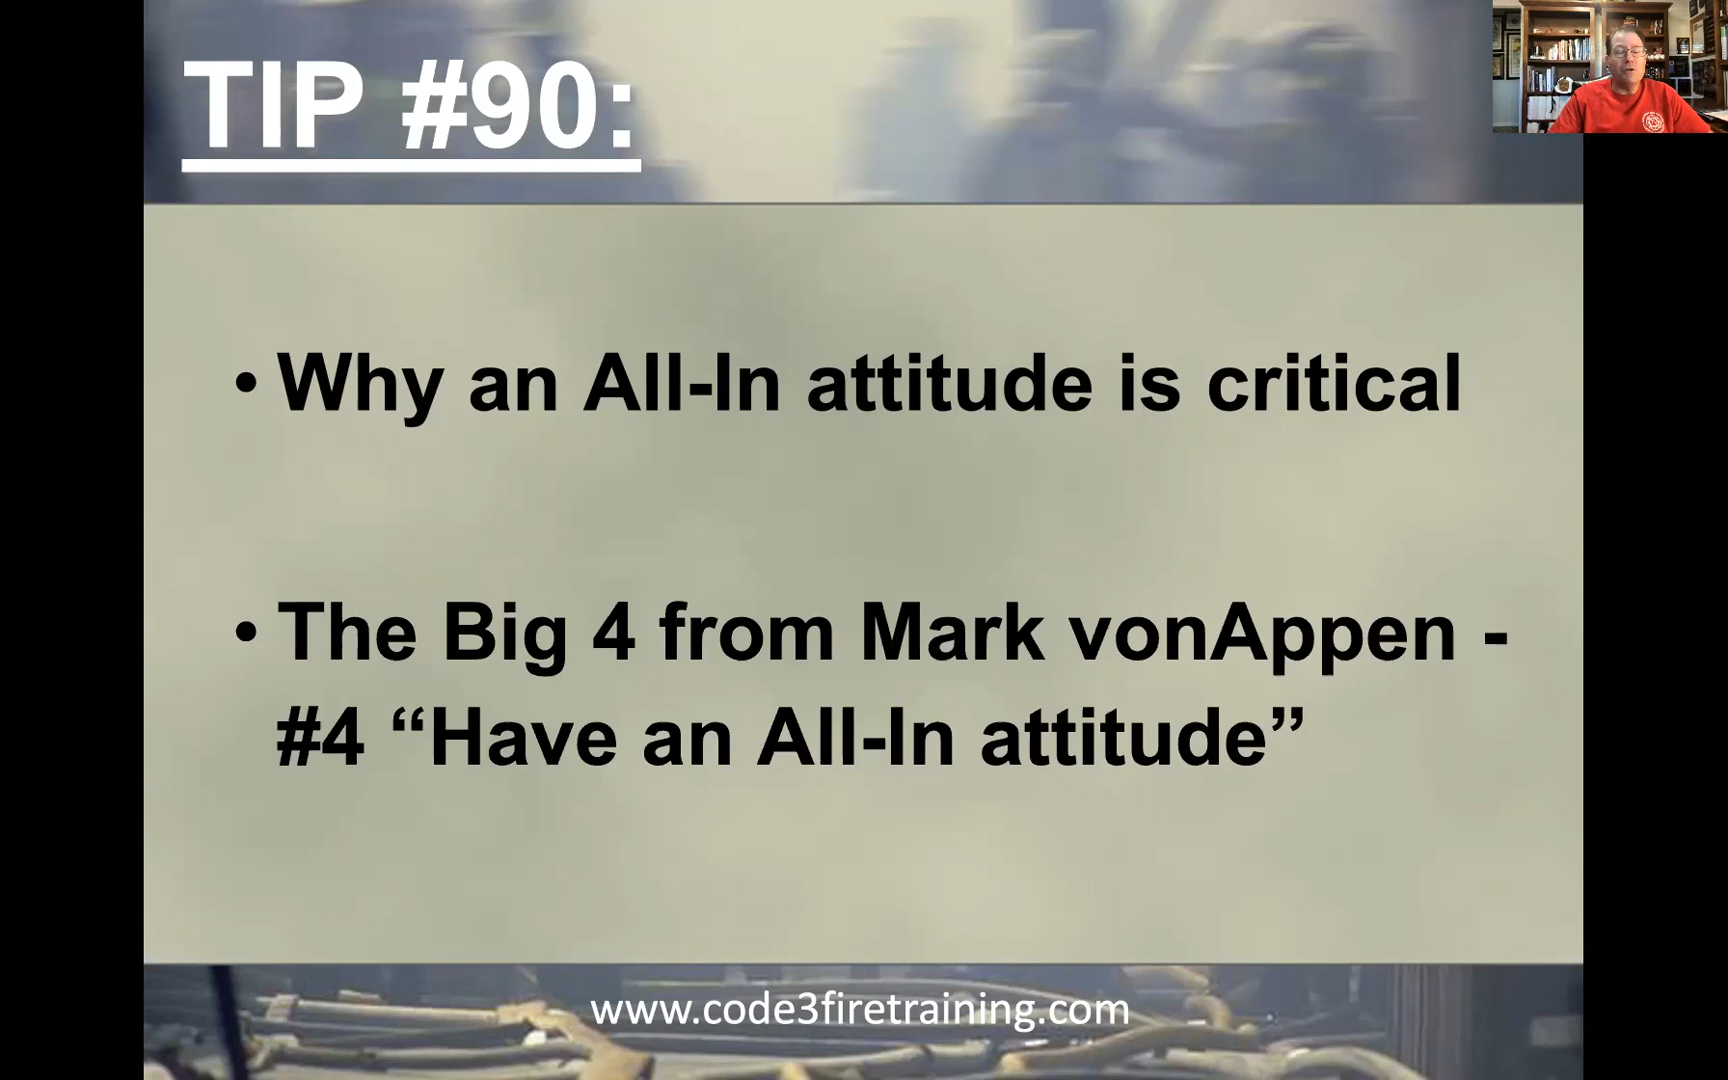 TIP #90:
• Why an All-In attitude is critical
• The Big 4 from Mark vonAppen -
#4 “Have an All-In attitude”
www.code3firetraining.com